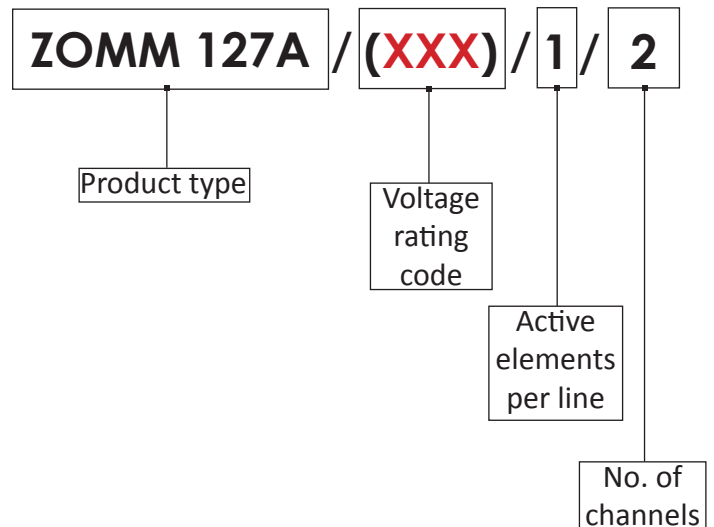 ZOMM 127A / (XXX) / 1 / 2
Product type
Voltage
rating
code
Active
elements
per line
No. of
channels